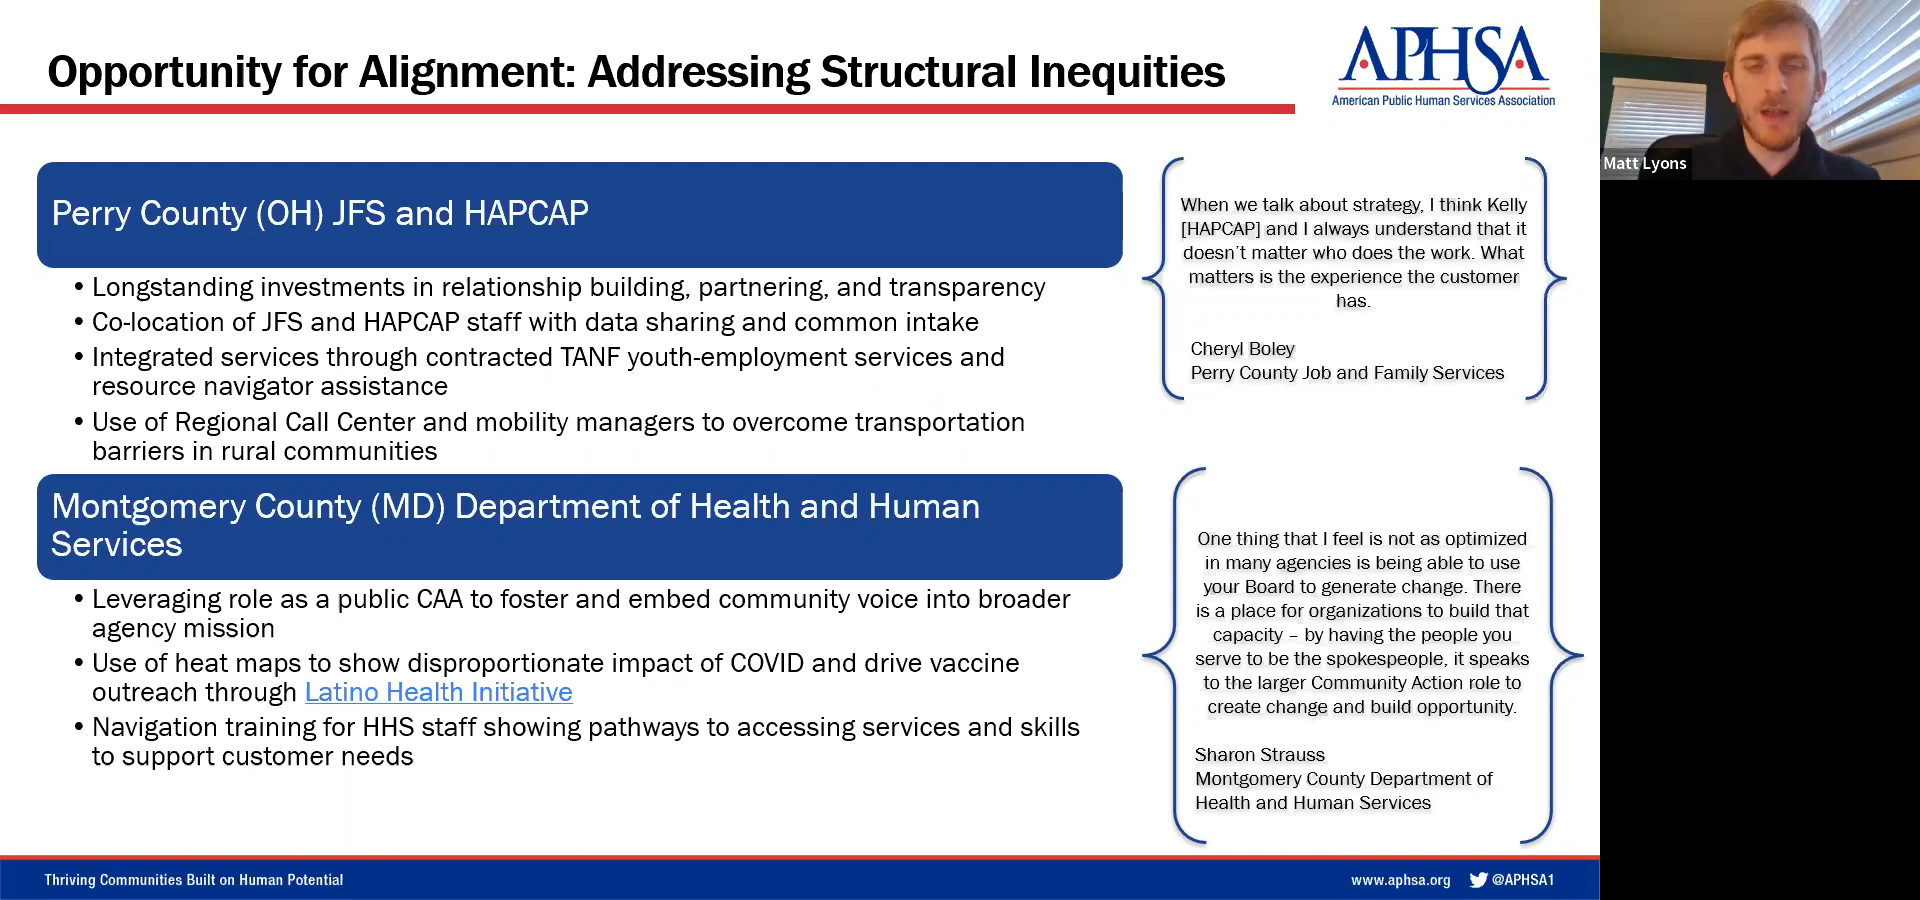 Opportunity for Alignment: Addressing Structural Inequities
APHSA
American Public Human Services Association
Matt Lyons
Perry County (OH) JFS and HAPCAP
• Longstanding investments in relationship building, partnering, and transparency
• Co-location of JFS and HAPCAP staff with data sharing and common intake
• Integrated services through contracted TANF youth-employment services and
resource navigator assistance
• Use of Regional Call Center and mobility managers to overcome transportation
barriers in rural communities
When we talk about strategy, I think Kelly
[HAPCAP] and I always understand that it
doesn't matter who does the work. What
matters is the experience the customer
has.
Cheryl Boley
Perry County Job and Family Services
Montgomery County (MD) Department of Health and Human
Services
• Leveraging role as a public CAA to foster and embed community voice into broader
agency mission
• Use of heat maps to show disproportionate impact of COVID and drive vaccine
outreach through Latino Health Initiative
• Navigation training for HHS staff showing pathways to accessing services and skills
to support customer needs
One thing that I feel is not as optimized
in many agencies is being able to use
your Board to generate change. There
is a place for organizations to build that
capacity – by having the people you
serve to be the spokespeople, it speaks
to the larger Community Action role to
create change and build opportunity.
Sharon Strauss
Montgomery County Department of
Health and Human Services
Thriving Communities Built on Human Potential
www.aphsa.org @APHSA1